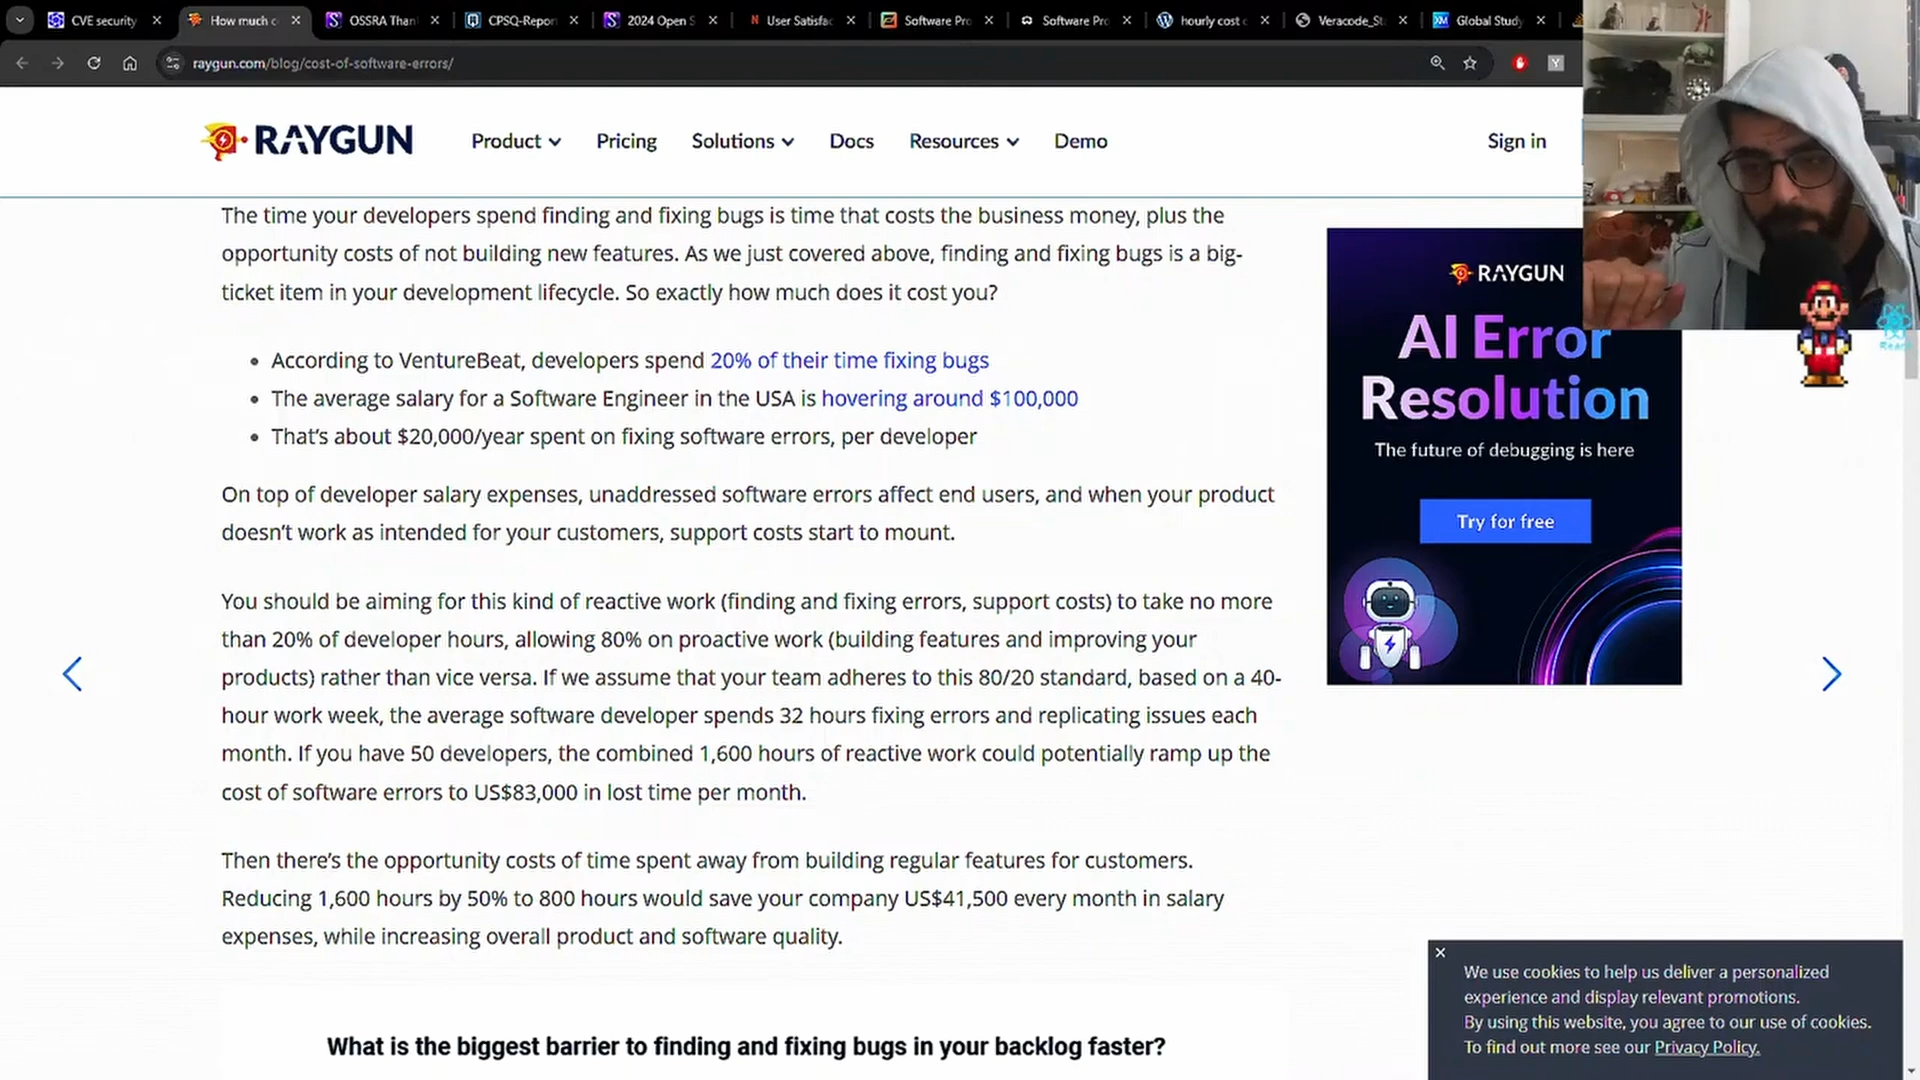 CVE security
How much c
OSSRA Than
CPSQ-Repor
2024 Open S
User Satisfac
Software Pro
Software Pro
hourly cost c
Veracode_St
Global Study
raygun.com/blog/cost-of-software-errors/
RAYGUN
Product
Pricing
Solutions
Docs
Resources
Demo
Sign in
The time your developers spend finding and fixing bugs is time that costs the business money, plus the
opportunity costs of not building new features. As we just covered above, finding and fixing bugs is a big-
ticket item in your development lifecycle. So exactly how much does it cost you?
• According to VentureBeat, developers spend 20% of their time fixing bugs
• The average salary for a Software Engineer in the USA is hovering around $100,000
• That's about $20,000/year spent on fixing software errors, per developer
On top of developer salary expenses, unaddressed software errors affect end users, and when your product
doesn't work as intended for your customers, support costs start to mount.
You should be aiming for this kind of reactive work (finding and fixing errors, support costs) to take no more
than 20% of developer hours, allowing 80% on proactive work (building features and improving your
products) rather than vice versa. If we assume that your team adheres to this 80/20 standard, based on a 40-
hour work week, the average software developer spends 32 hours fixing errors and replicating issues each
month. If you have 50 developers, the combined 1,600 hours of reactive work could potentially ramp up the
cost of software errors to US$83,000 in lost time per month.
Then there's the opportunity costs of time spent away from building regular features for customers.
Reducing 1,600 hours by 50% to 800 hours would save your company US$41,500 every month in salary
expenses, while increasing overall product and software quality.
What is the biggest barrier to finding and fixing bugs in your backlog faster?
RAYGUN
AI Error
Resolution
The future of debugging is here
Try for free
React
We use cookies to help us deliver a personalized
experience and display relevant promotions.
By using this website, you agree to our use of cookies.
To find out more see our Privacy Policy.